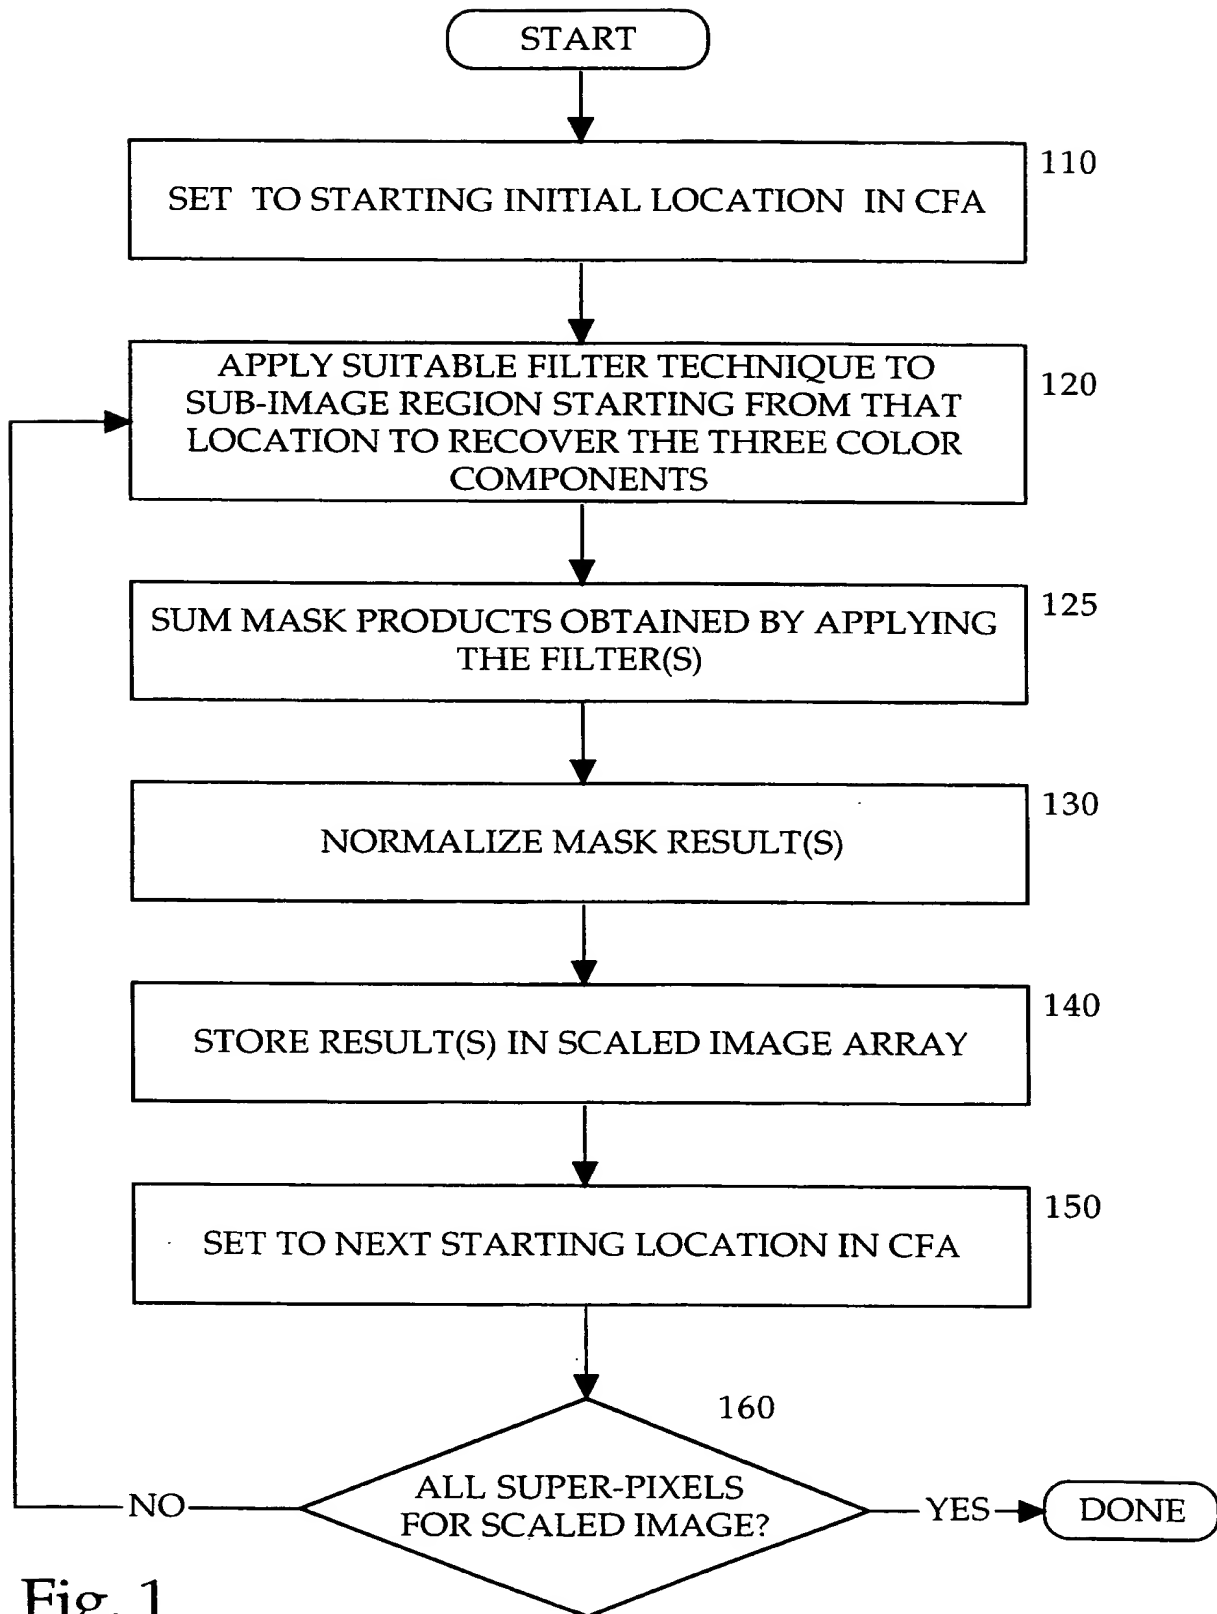 START
110
SET TO STARTING INITIAL LOCATION IN CFA
APPLY SUITABLE FILTER TECHNIQUE TO
SUB-IMAGE REGION STARTING FROM THAT
LOCATION TO RECOVER THE THREE COLOR
COMPONENTS
120
125
SUM MASK PRODUCTS OBTAINED BY APPLYING
THE FILTER(S)
130
NORMALIZE MASK RESULT(S)
140
STORE RESULT(S) IN SCALED IMAGE ARRAY
150
SET TO NEXT STARTING LOCATION IN CFA
160
ALL SUPER-PIXELS
FOR SCALED IMAGE?
NO
YES
DONE
Fig. 1